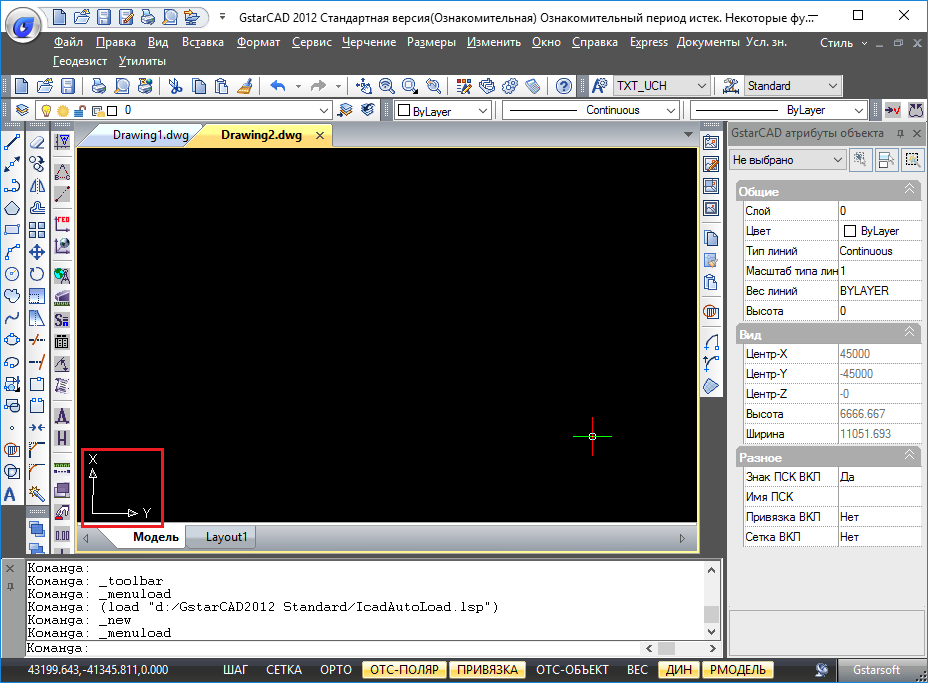 GstarCAD 2012 Стандартная версия(Ознакомительная) Ознакомительный период истек. Некоторые фу...
Файл Правка Вид Вставка Формат Сервис Черчение Размеры Изменить Окно Справка Express Документы Усл. зн. Стиль
Геодезист Утилиты
TXT_UCH Standard
0 ByLayer Continuous ByLayer
Drawing1.dwg Drawing2.dwg
GstarCAD атрибуты объекта
Не выбрано
Общие
Слой 0
Цвет ByLayer
Тип линий Continuous
Масштаб типа лин 1
Вес линий BYLAYER
Высота 0
Вид
Центр-X 45000
Центр-Y -45000
Центр-Z -0
Высота 6666.667
Ширина 11051.693
Разное
Знак ПСК ВКЛ Да
Имя ПСК
Привязка ВКЛ Нет
Сетка ВКЛ Нет
X
Y
Модель Layout1
Команда:
Команда: _toolbar
Команда: _menuload
Команда: (load "d:/GstarCAD2012 Standard/IcadAutoLoad.lsp")
Команда: _new
Команда: _menuload
Команда:
43199.643,-41345.811,0.000 ШАГ СЕТКА ОРТО ОТС-ПОЛЯР ПРИВЯЗКА ОТС-ОБЪЕКТ ВЕС ДИН РМОДЕЛЬ Gstarsoft